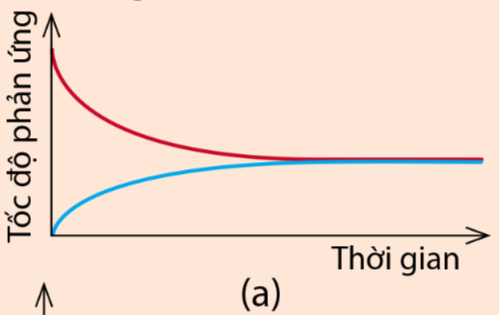 Tốc độ phản ứng
Thời gian
(a)